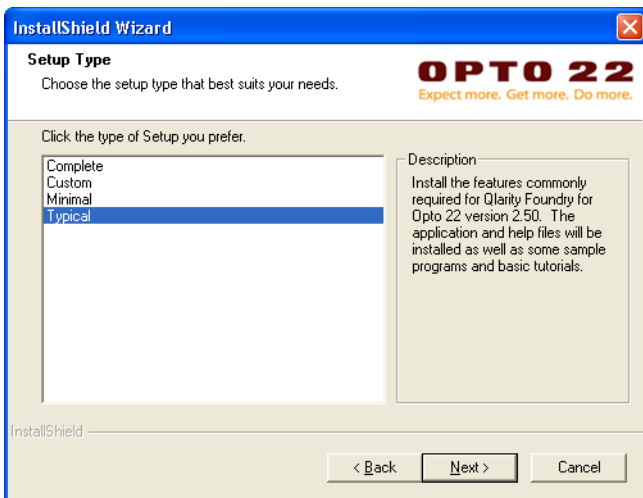 InstallShield Wizard
Setup Type
Choose the setup type that best suits your needs.
OPTO 22
Expect more. Get more. Do more.
Click the type of Setup you prefer.
Complete
Custom
Minimal
Typical
Description
Install the features commonly
required for Qlarity Foundry for
Opto 22 version 2.50.  The
application and help files will be
installed as well as some sample
programs and basic tutorials.
InstallShield
< Back
Next >
Cancel